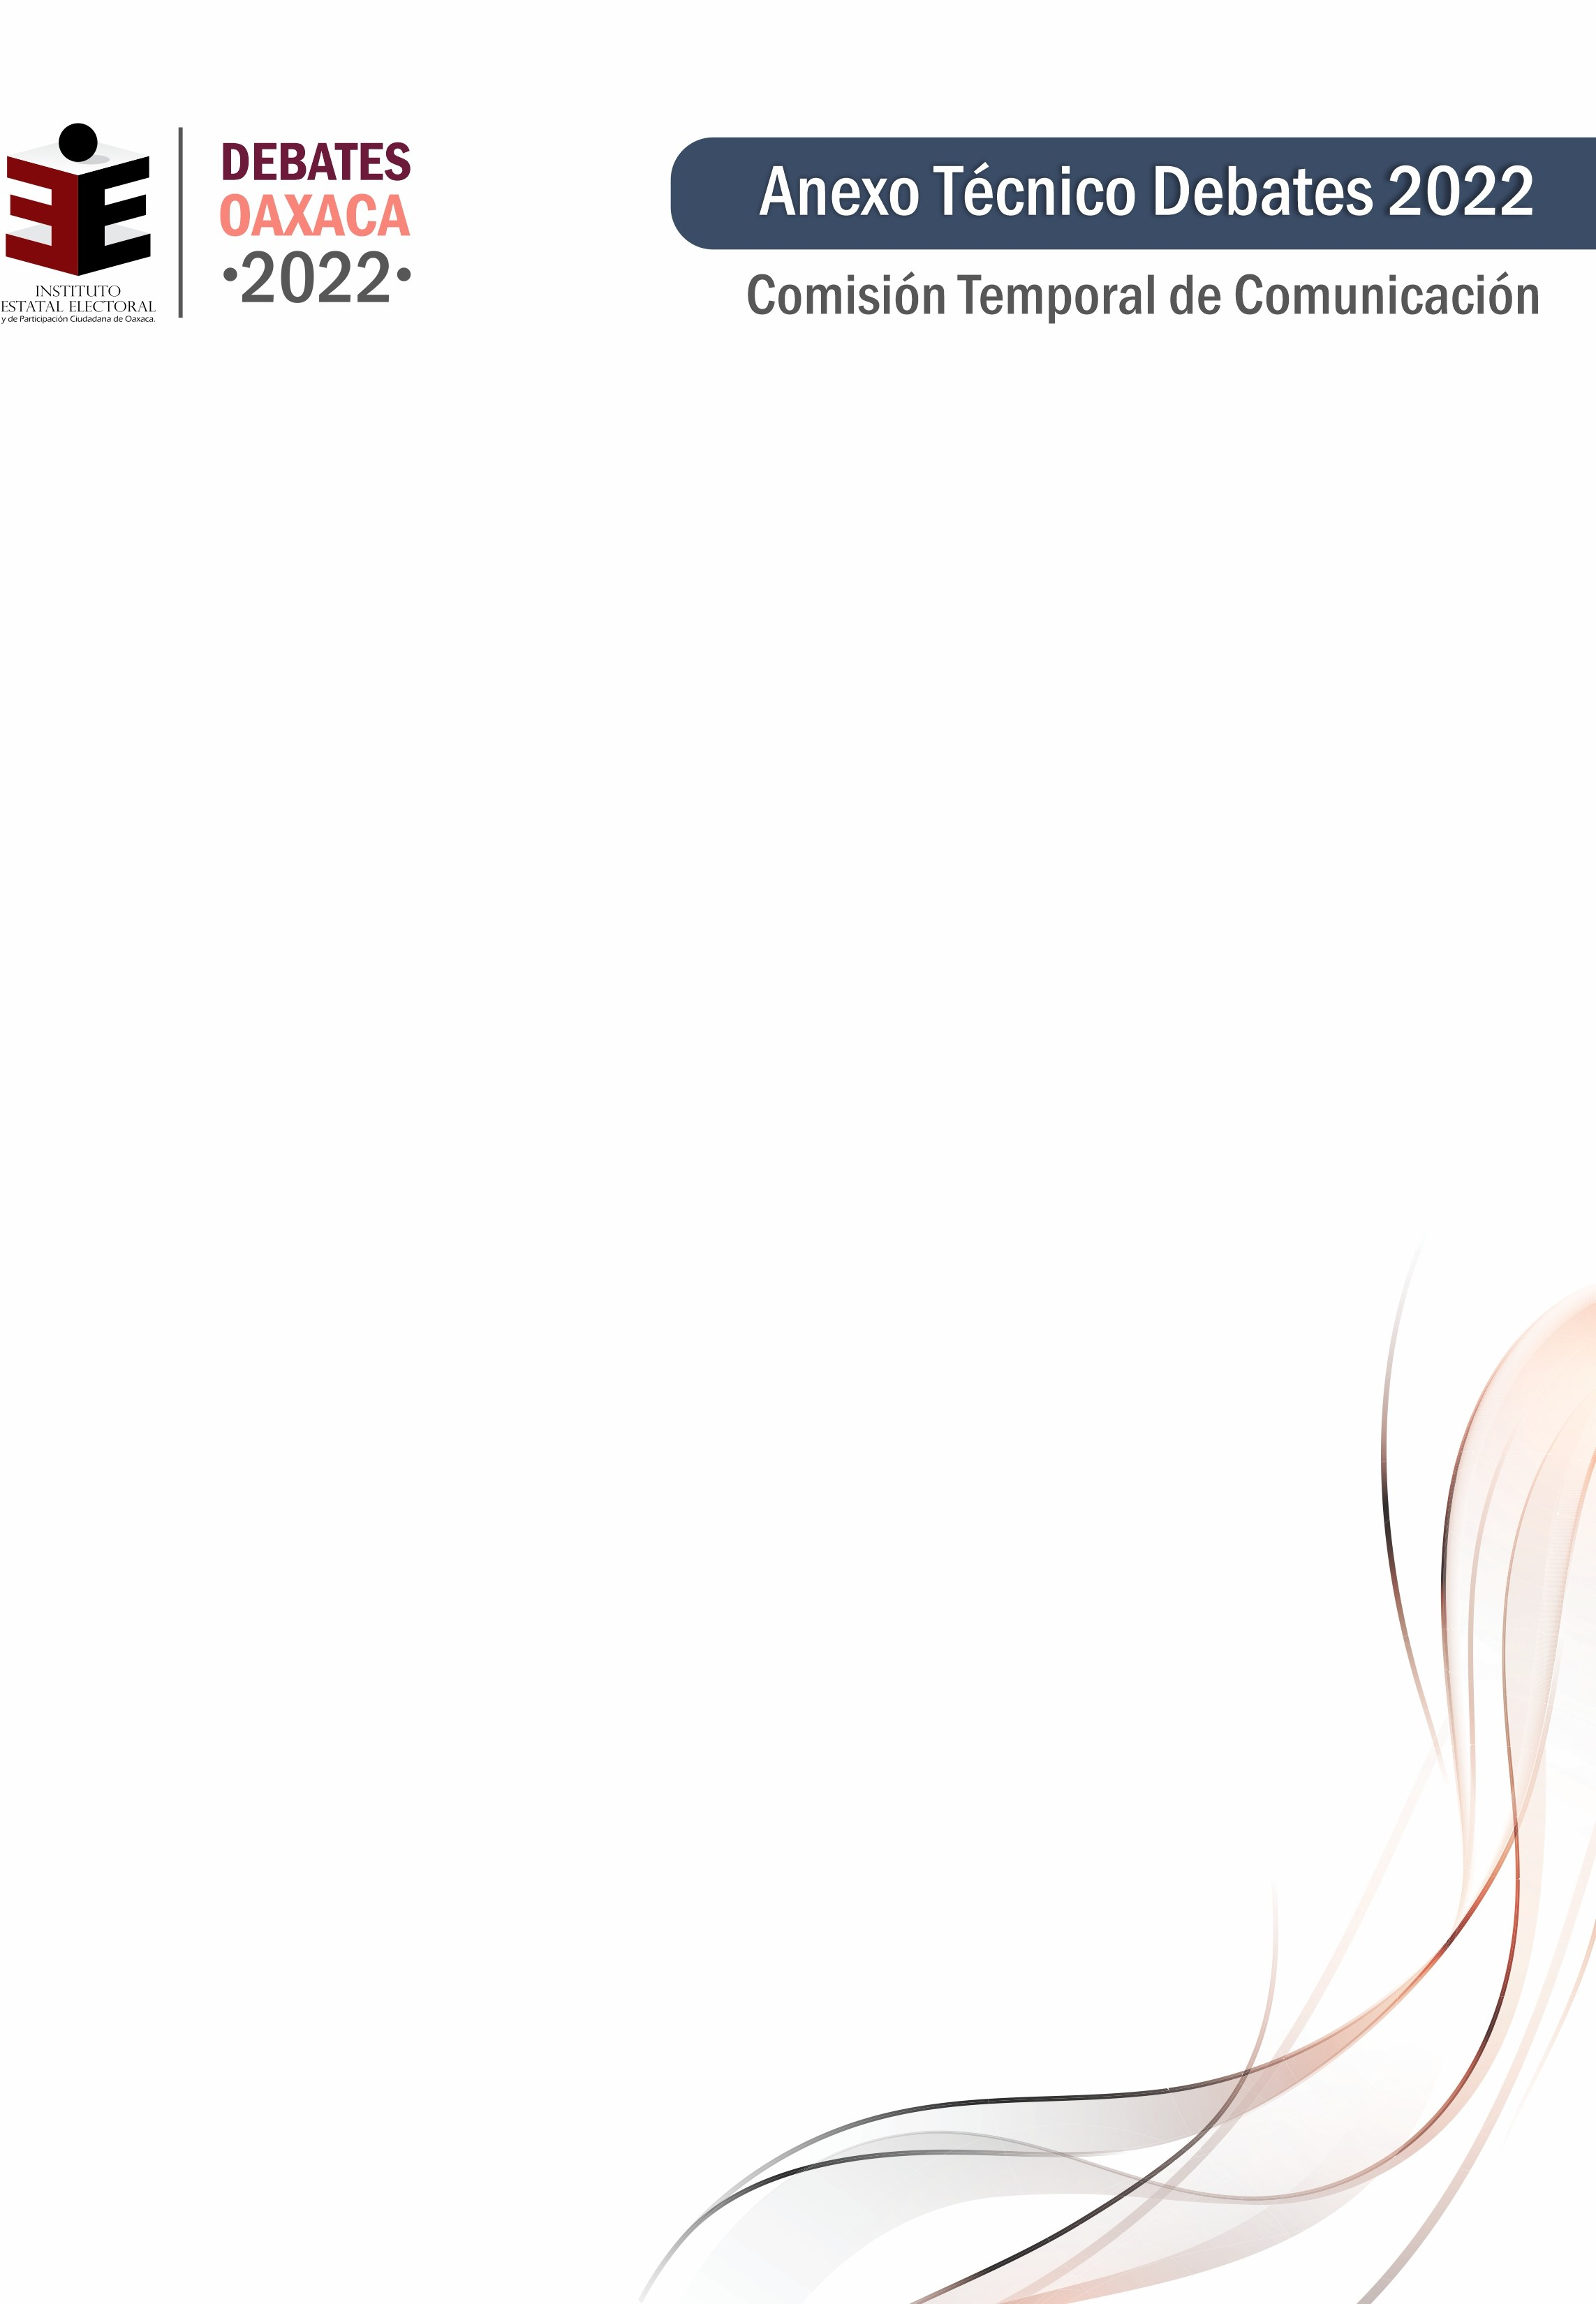 INSTITUTO
ESTATAL ELECTORAL
y de Participación Ciudadana de Oaxaca.
DEBATES
OAXACA
·2022·
Anexo Técnico Debates 2022
Comisión Temporal de Comunicación